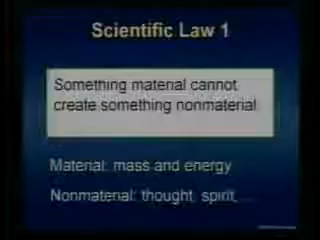 Scientific Law 1
Something material cannot
create something nonmaterial
Material: mass and energy
Nonmaterial: thought, spirit, ...